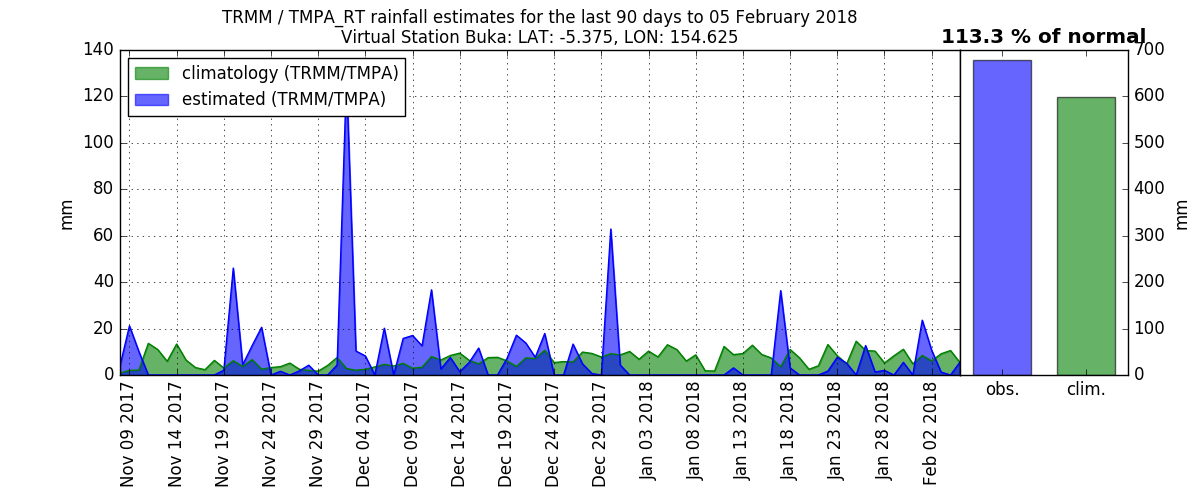 TRMM / TMPA_RT rainfall estimates for the last 90 days to 05 February 2018
Virtual Station Buka: LAT: -5.375, LON: 154.625
113.3 % of normal
climatology (TRMM/TMPA)
estimated (TRMM/TMPA)
140
120
100
80
60
40
20
0
mm
700
600
500
400
300
200
100
0
mm
Nov 09 2017
Nov 14 2017
Nov 19 2017
Nov 24 2017
Nov 29 2017
Dec 04 2017
Dec 09 2017
Dec 14 2017
Dec 19 2017
Dec 24 2017
Dec 29 2017
Jan 03 2018
Jan 08 2018
Jan 13 2018
Jan 18 2018
Jan 23 2018
Jan 28 2018
Feb 02 2018
obs.
clim.